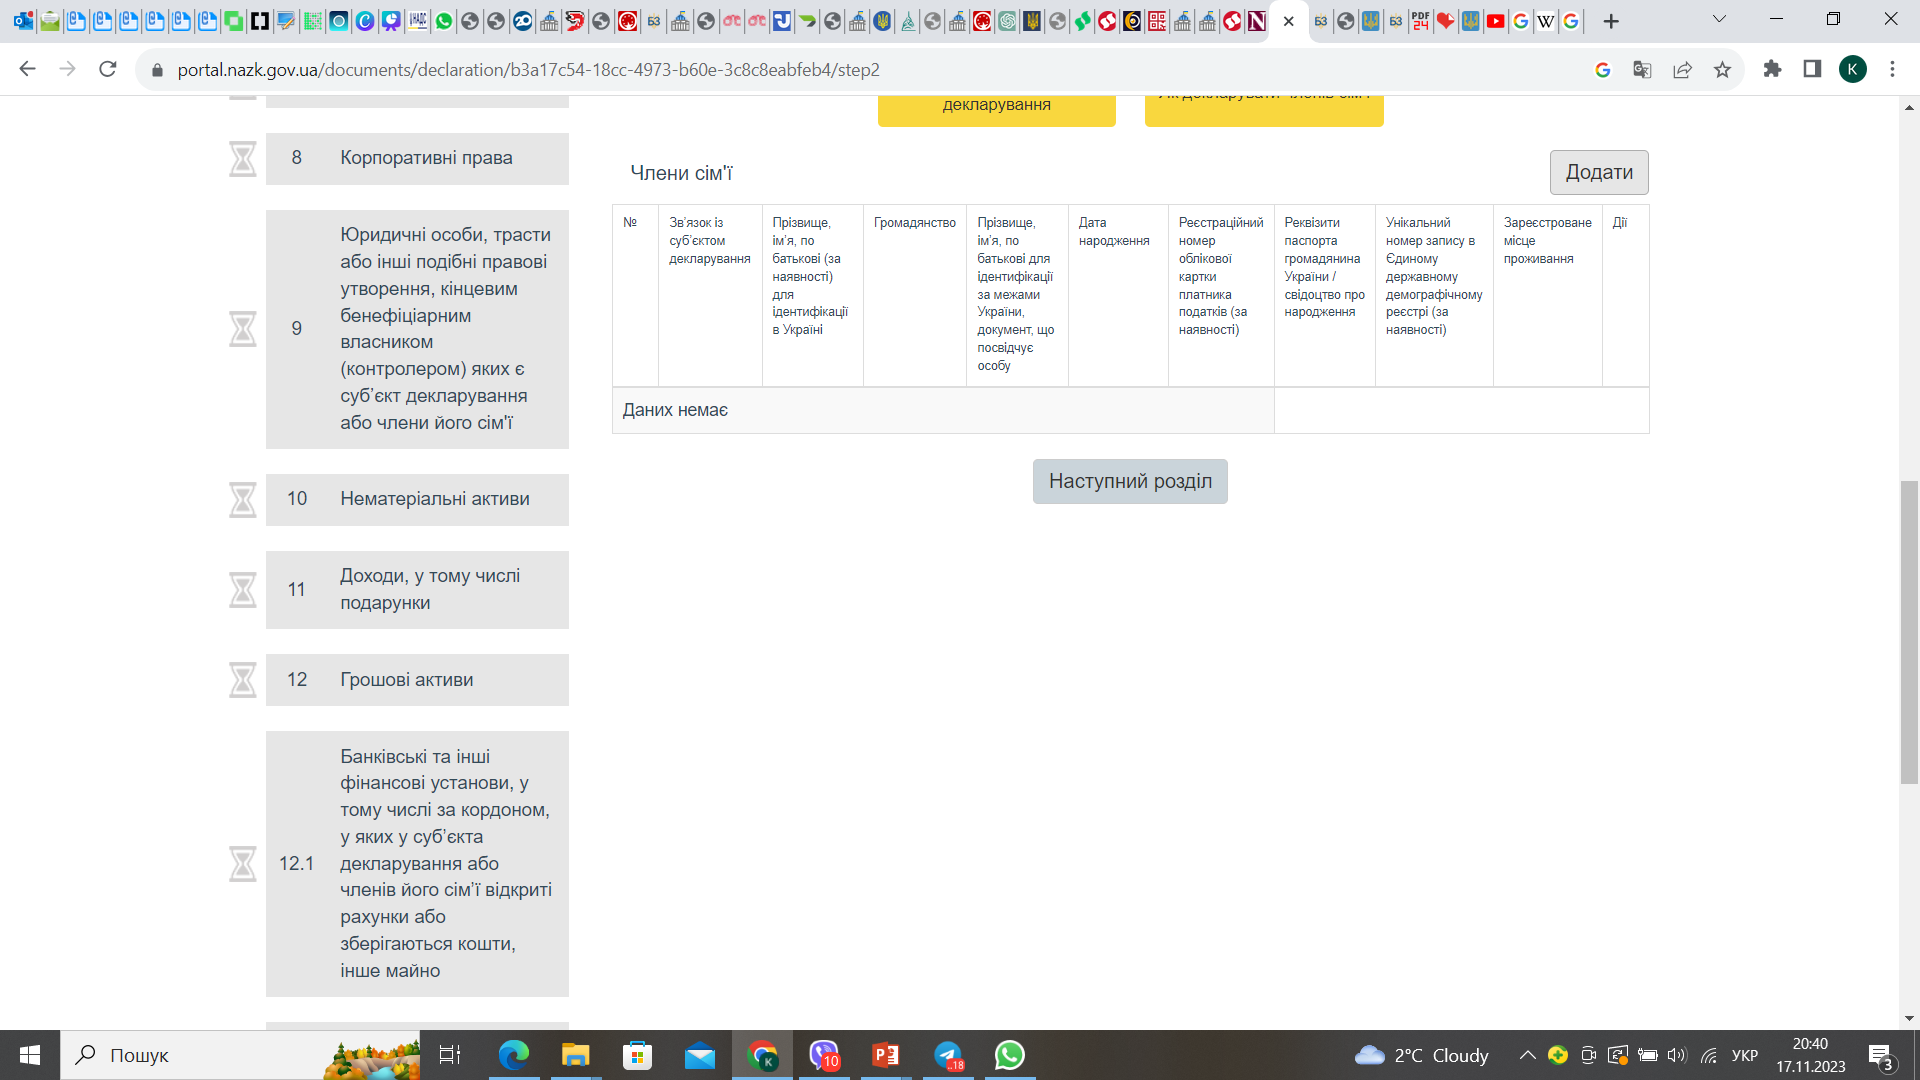 portal.nazk.gov.ua/documents/declaration/b3a17c54-18cc-4973-b60e-3c8c8eabfeb4/step2
K
декларування
8 Корпоративні права
9
Юридичні особи, трасти
або інші подібні правові
утворення, кінцевим
бенефіціарним
власником
(контролером) яких є
суб’єкт декларування
або члени його сім'ї
10 Нематеріальні активи
11
Доходи, у тому числі
подарунки
12 Грошові активи
12.1
Банківські та інші
фінансові установи, у
тому числі за кордоном,
у яких у суб’єкта
декларування або
членів його сім’ї відкриті
рахунки або
зберігаються кошти,
інше майно
Члени сім'ї
Додати
№
Зв’язок із
суб’єктом
декларування
Прізвище,
ім’я, по
батькові (за
наявності)
для
ідентифікації
в Україні
Громадянство
Прізвище,
ім’я, по
батькові для
ідентифікації
за межами
України,
документ, що
посвідчує
особу
Дата
народження
Реєстраційний
номер
облікової
картки
платника
податків (за
наявності)
Реквізити
паспорта
громадянина
України /
свідоцтво про
народження
Унікальний
номер запису в
Єдиному
державному
демографічному
реєстрі (за
наявності)
Зареєстроване
місце
проживання
Дії
Даних немає
Наступний розділ
Пошук
10
..18
2°C Cloudy
УКР
20:40
17.11.2023
3